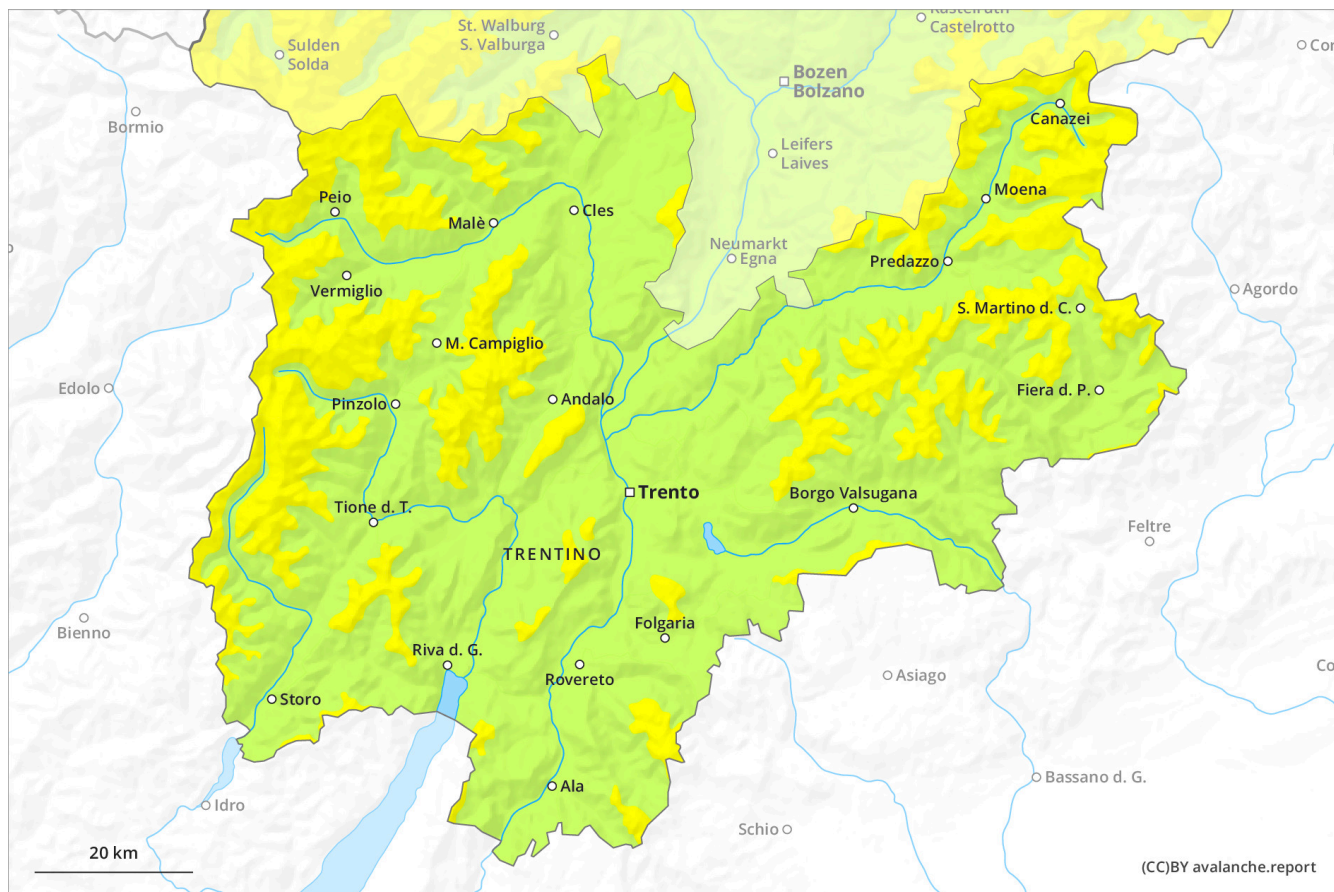 Kastelruth
Castelrotto
St. Walburg
S. Valburga
Sulden
Solda
Bozen
Bolzano
Bormio
Canazei
Leifers
Laives
Peio
Moena
Malè
Cles
Neumarkt
Egna
Predazzo
Vermiglio
Agordo
S. Martino d. C.
M. Campiglio
Edolo
Fiera d. P.
Pinzolo
Andalo
Trento
Borgo Valsugana
Tione d. T.
Feltre
TRENTINO
Bienno
Folgaria
Riva d. G.
Asiago
Rovereto
Storo
Bassano d. G.
Ala
Idro
Schio
20 km
(CC)BY avalanche.report